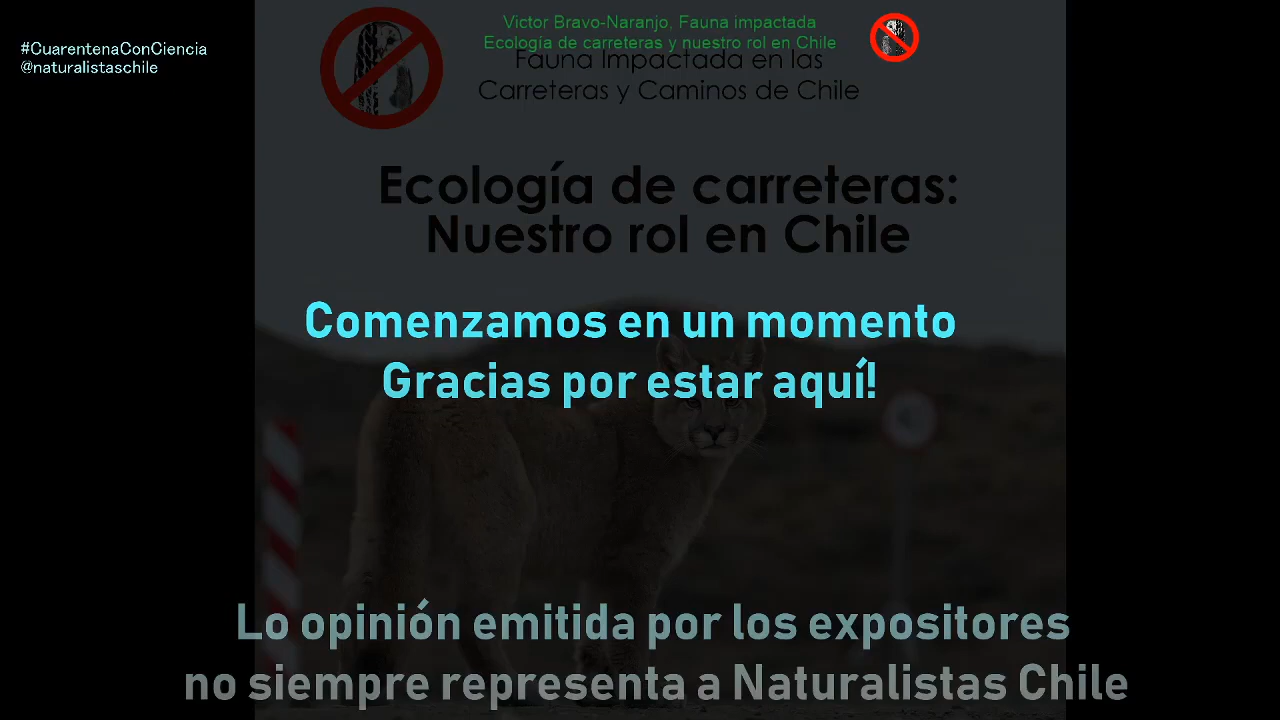 #CuarentenaConCiencia
@naturalistaschile
Victor Bravo-Naranjo, Fauna impactada
Ecología de carreteras y nuestro rol en Chile
Fauna Impactada en las
Carreteras y Caminos de Chile
Ecología de carreteras:
Nuestro rol en Chile
Comenzamos en un momento
Gracias por estar aquí!
Lo opinión emitida por los expositores
no siempre representa a Naturalistas Chile